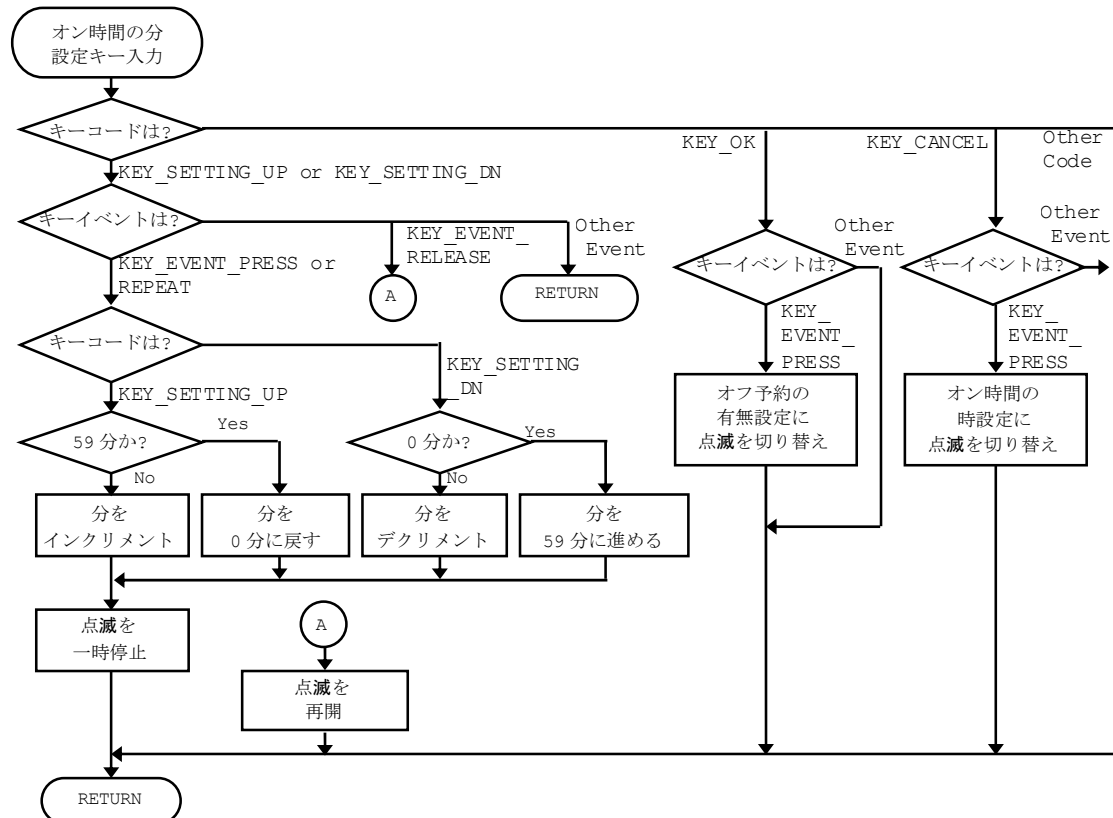 オン時間の分
設定キー入力
キーコードは?
KEY_OK
KEY_CANCEL
Other
Code
KEY_SETTING_UP or KEY_SETTING_DN
キーイベントは?
KEY_EVENT_
RELEASE
Other
Event
KEY_EVENT_PRESS or
REPEAT
A
RETURN
キーイベントは?
Other
Event
キーイベントは?
Other
Event
KEY_
EVENT_
PRESS
KEY_
EVENT_
PRESS
キーコードは?
KEY_SETTING
_DN
KEY_SETTING_UP
オフ予約の
有無設定に
点滅を切り替え
オン時間の
時設定に
点滅を切り替え
59 分か?
Yes
No
0 分か?
Yes
No
分を
インクリメント
分を
0 分に戻す
分を
デクリメント
分を
59 分に進める
点滅を
一時停止
A
点滅を
再開
RETURN